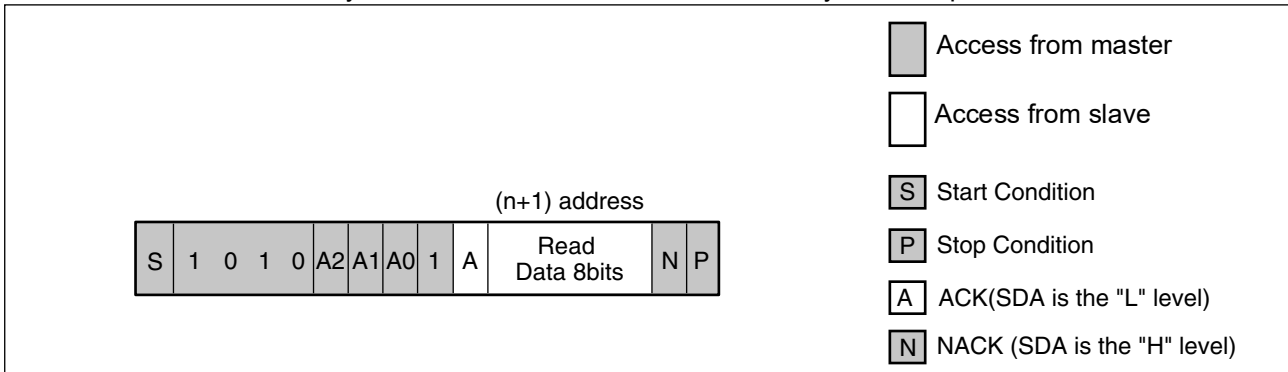 Access from master
Access from slave
(n+1) address
S 1 0 1 0 A2 A1 A0 1 A Read Data 8bits N P
S Start Condition
P Stop Condition
A ACK(SDA is the "L" level)
N NACK (SDA is the "H" level)